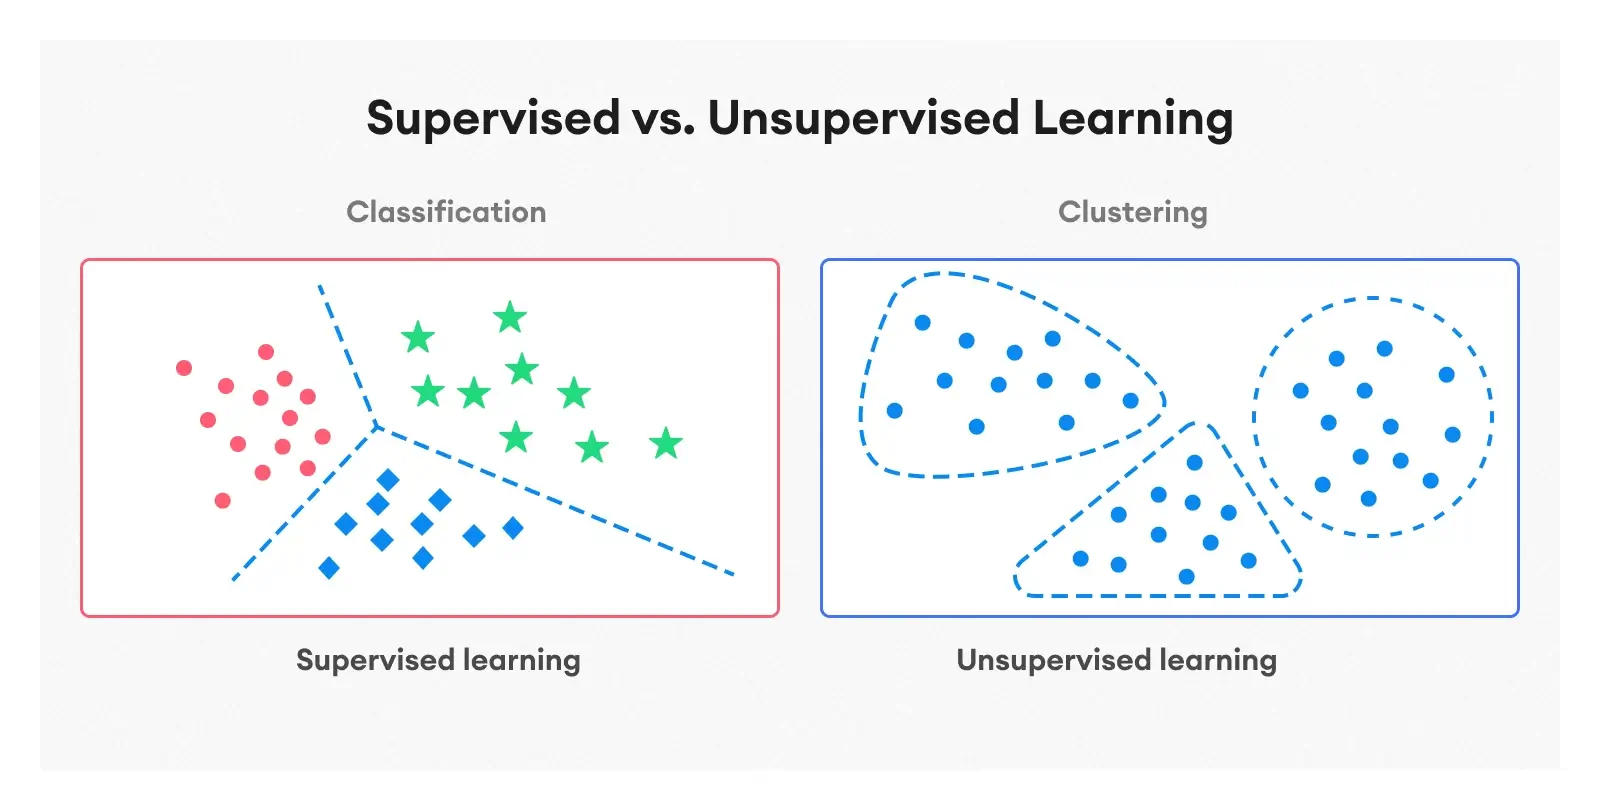 Supervised vs. Unsupervised Learning
Classification
Clustering
Supervised learning
Unsupervised learning